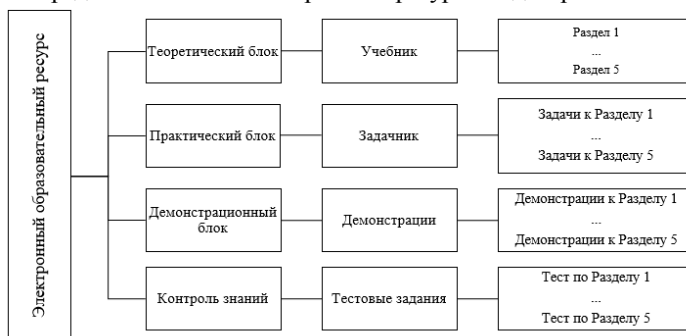 Электронный образовательный ресурс
Теоретический блок
Учебник
Раздел 1
...
Раздел 5
Практический блок
Задачник
Задачи к Разделу 1
...
Задачи к Разделу 5
Демонстрационный
блок
Демонстрации
Демонстрации к Разделу 1
...
Демонстрации к Разделу 5
Контроль знаний
Тестовые задания
Тест по Разделу 1
...
Тест по Разделу 5